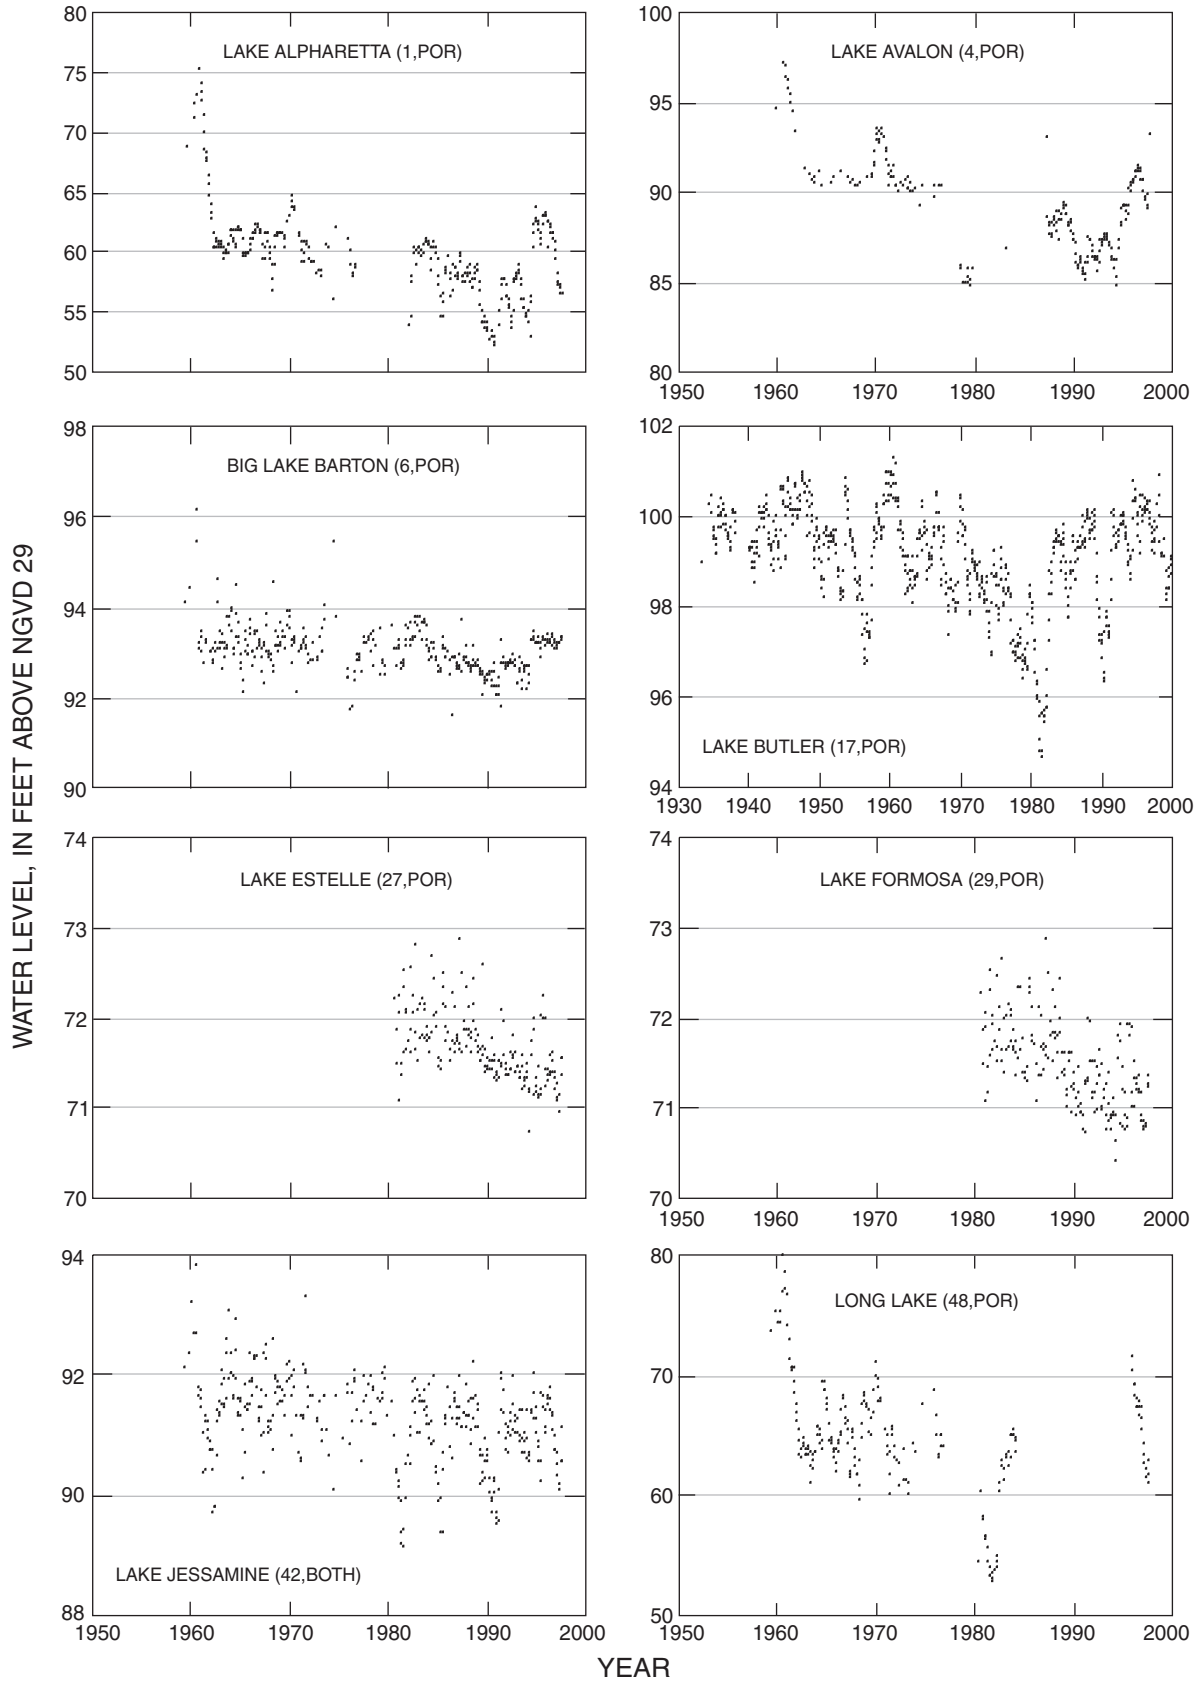 WATER LEVEL, IN FEET ABOVE NGVD 29
LAKE ALPHARETTA (1,POR)
80
75
70
65
60
55
50
LAKE AVALON (4,POR)
100
95
90
85
80
1950 1960 1970 1980 1990 2000
BIG LAKE BARTON (6,POR)
98
96
94
92
90
LAKE BUTLER (17,POR)
102
100
98
96
94
1930 1940 1950 1960 1970 1980 1990 2000
LAKE ESTELLE (27,POR)
74
73
72
71
70
LAKE FORMOSA (29,POR)
74
73
72
71
70
1950 1960 1970 1980 1990 2000
LAKE JESSAMINE (42,BOTH)
94
92
90
88
1950 1960 1970 1980 1990 2000
LONG LAKE (48,POR)
80
70
60
50
1950 1960 1970 1980 1990 2000
YEAR